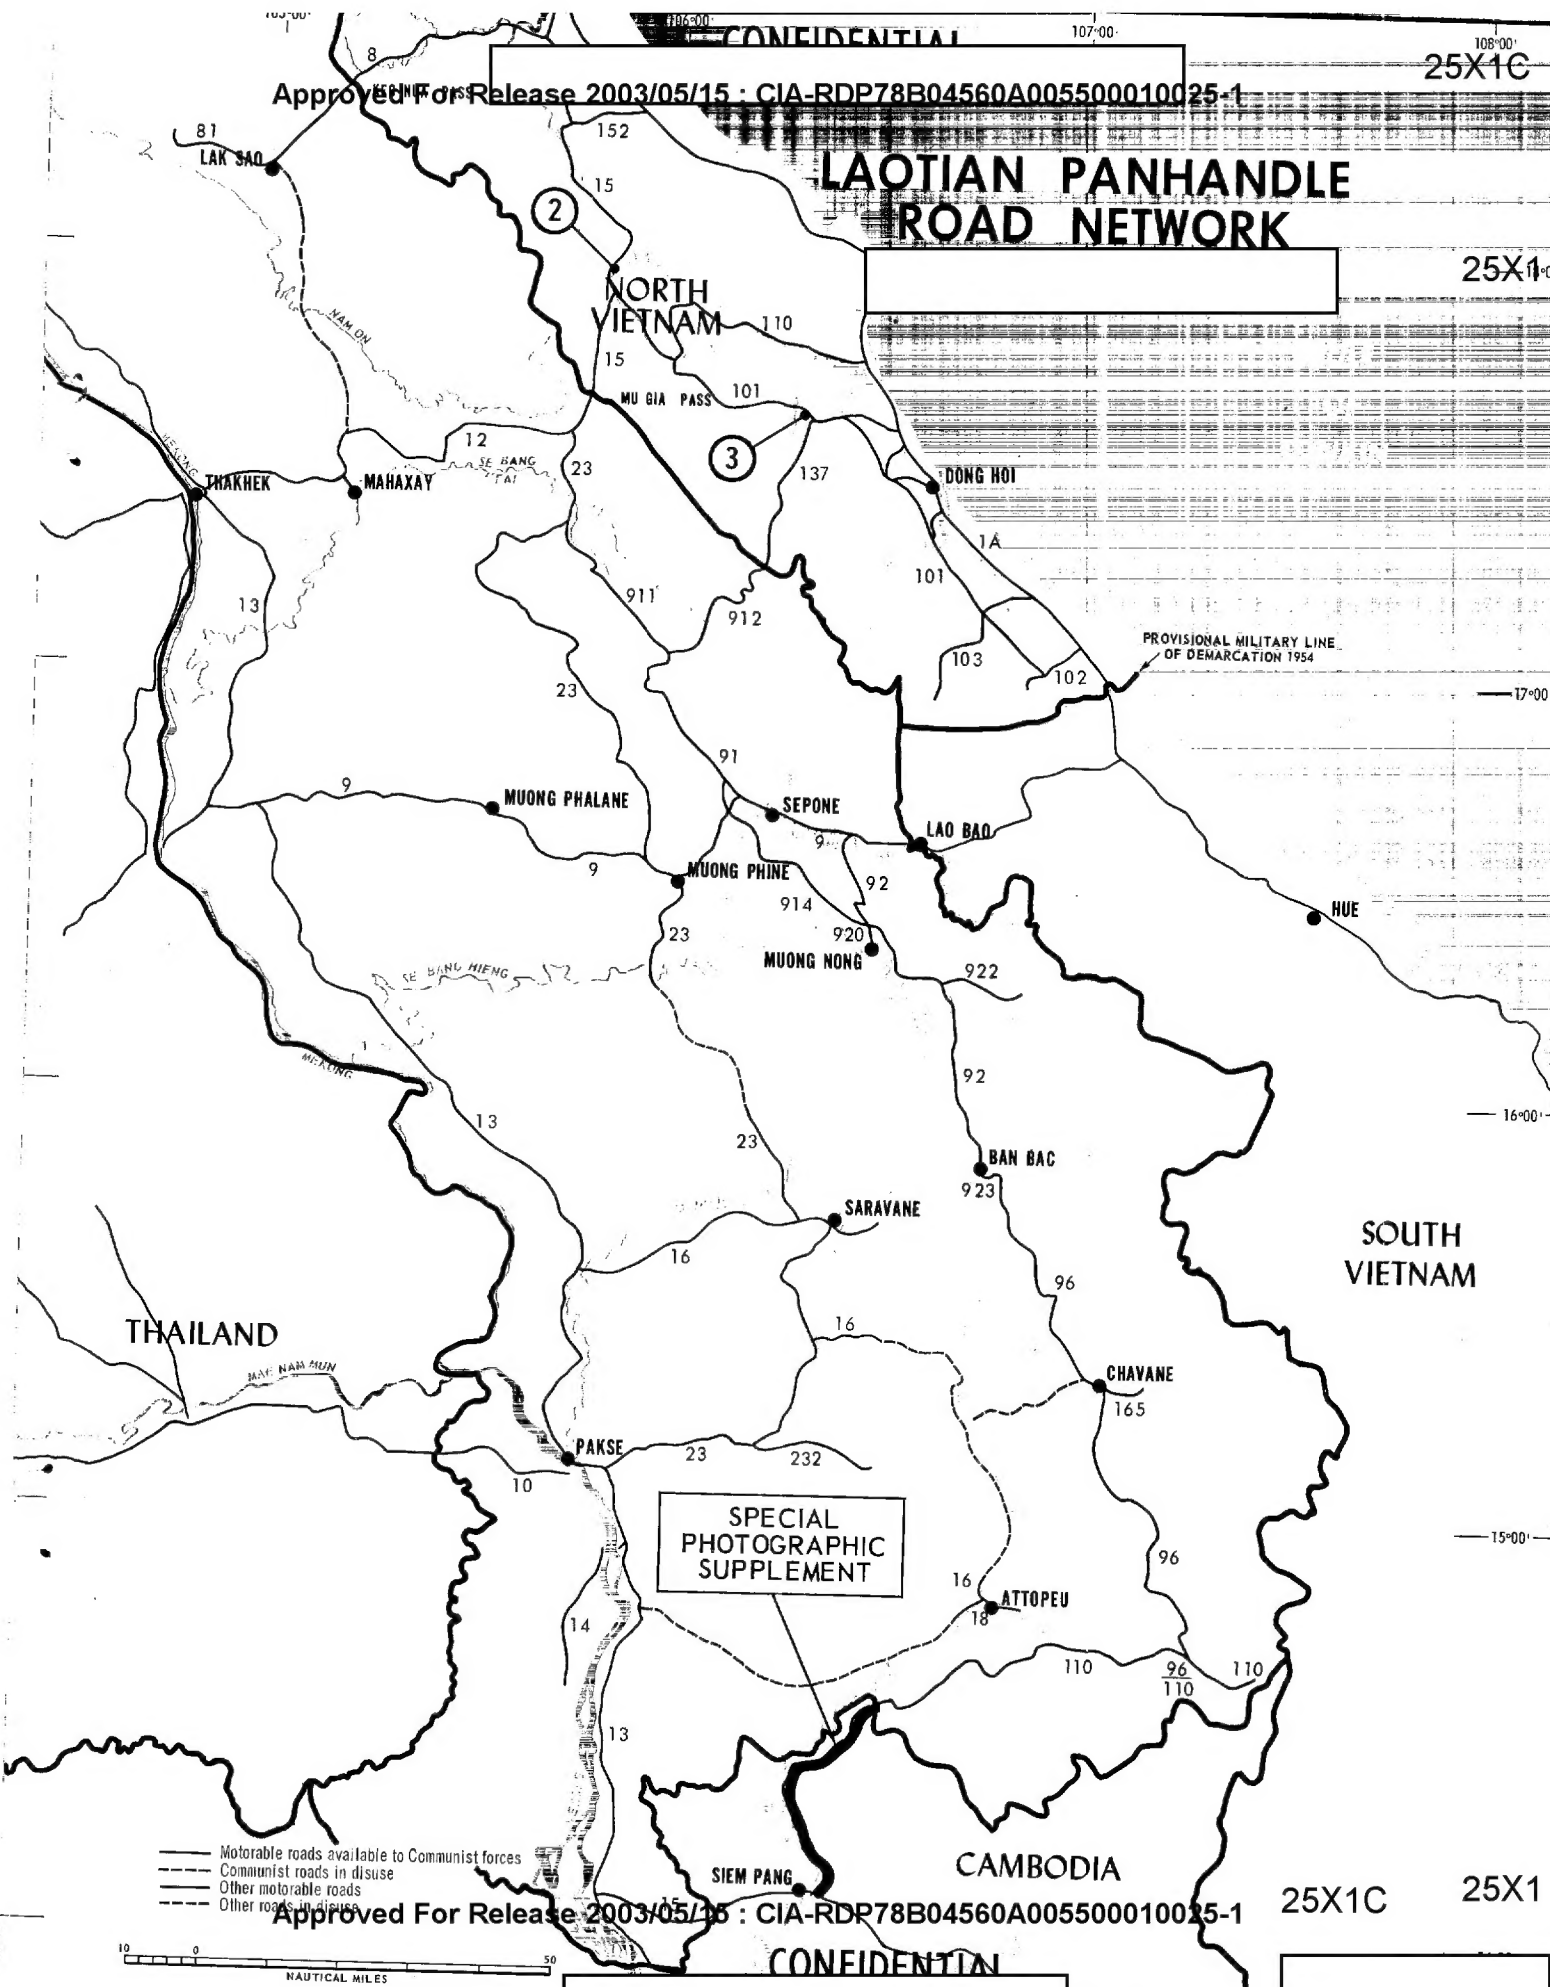 105°00'
106°00'
107°00'
108°00'
CONFIDENTIAL
25X1C
8
Approved For Release 2003/05/15 : CIA-RDP78B04560A005500010025-1
PASS
81
152
LAK SAO
LAOTIAN PANHANDLE
ROAD NETWORK
15
2
25X1
NORTH
VIETNAM
NAM ON
110
15
MU GIA PASS
101
12
MEKONG
SE BANG
FAI
23
3
137
THAKHEK
MAHAXAY
DONG HOI
1A
101
911
13
912
PROVISIONAL MILITARY LINE
OF DEMARCATION 1954
103
102
23
17°00'
91
9
MUONG PHALANE
SEPONE
LAO BAO
9
9
MUONG PHINE
92
914
HUE
23
920
MUONG NONG
922
SE BANG HIENG
MEKONG
92
16°00'
13
23
BAN BAC
923
SARAVANE
16
SOUTH
VIETNAM
96
THAILAND
16
MAE NAM MUN
CHAVANE
165
PAKSE
23
232
10
SPECIAL
PHOTOGRAPHIC
SUPPLEMENT
15°00'
96
16
ATTOPEU
18
14
110
96
110
110
13
Motorable roads available to Communist forces
Communist roads in disuse
Other motorable roads
Other roads in disuse
SIEM PANG
CAMBODIA
25X1C
25X1
15
Approved For Release 2003/05/15 : CIA-RDP78B04560A005500010025-1
10
0
50
NAUTICAL MILES
CONFIDENTIAL